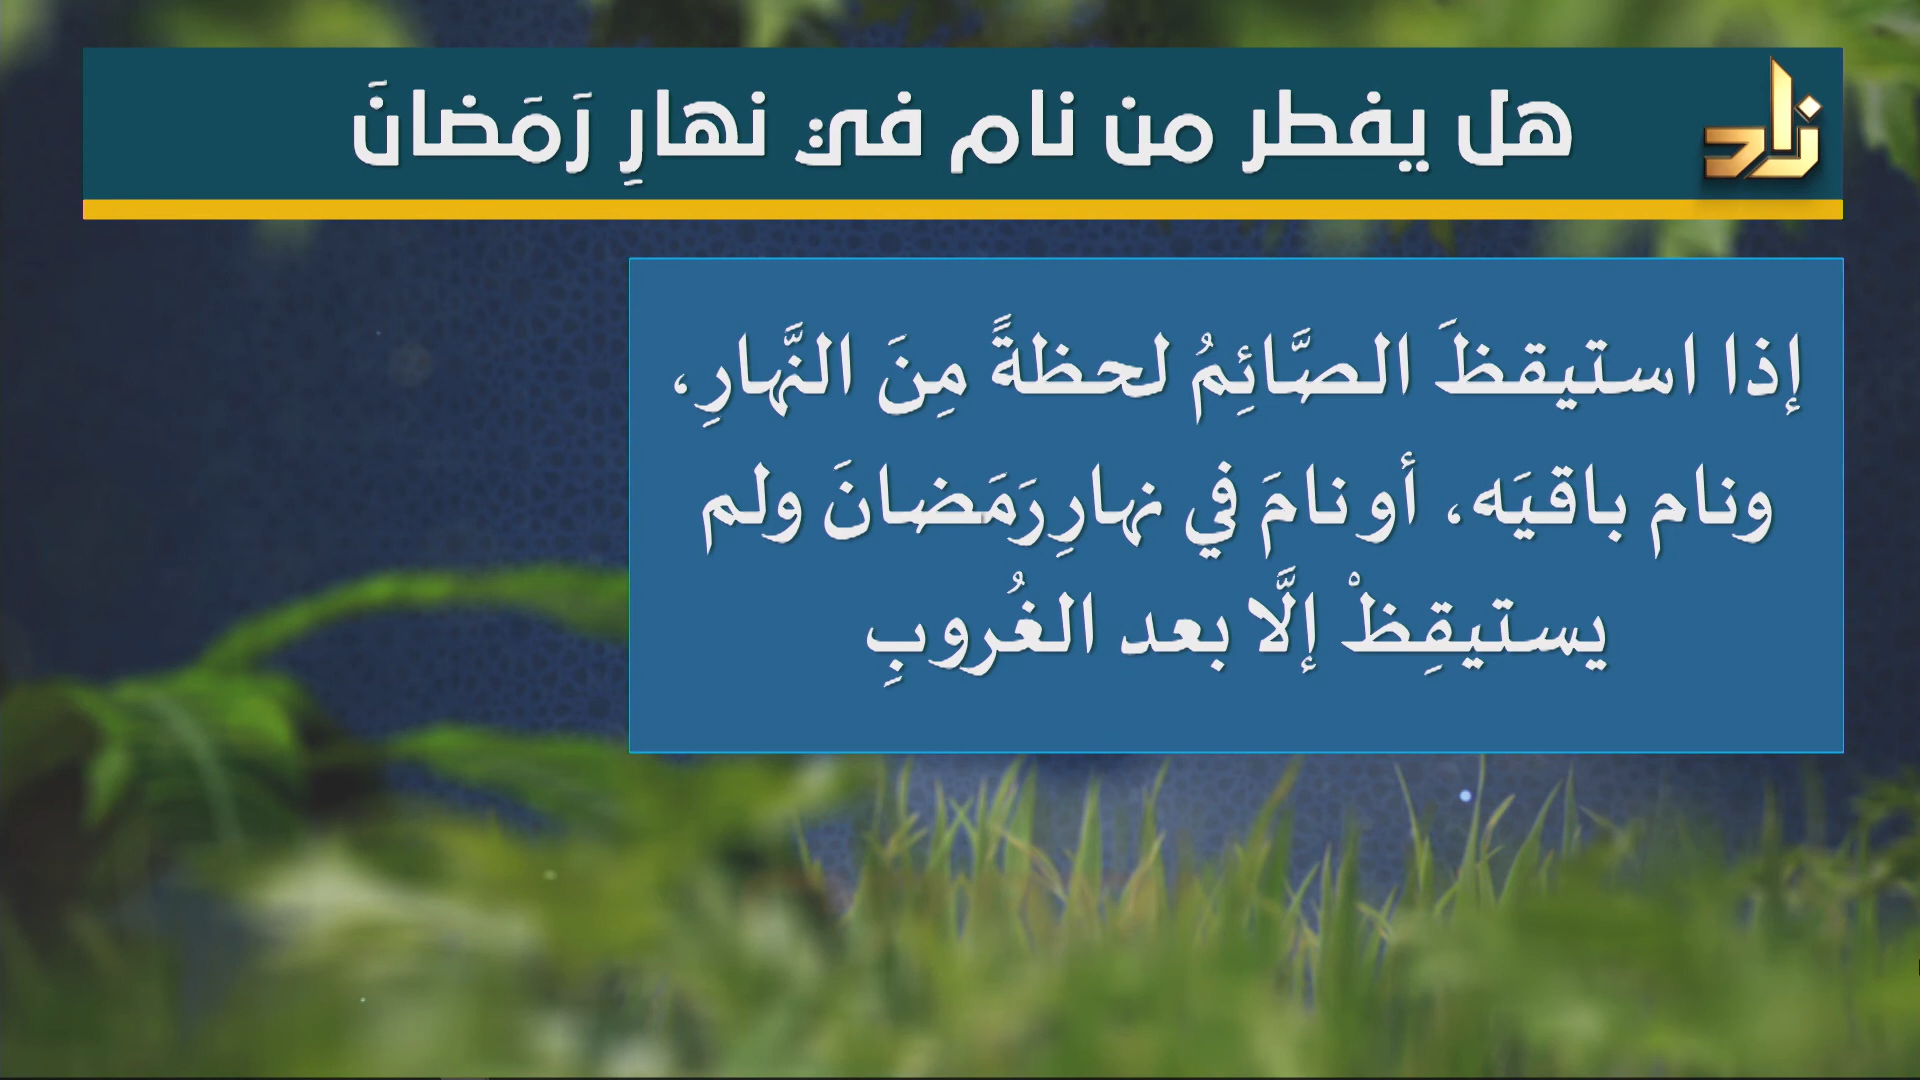 زاد
هل يفطر من نام في نهارِ رَمَضانَ
إذا استيقظَ الصَّائِمُ لحظةً مِنَ النَّهارِ،
ونام باقيَه، أو نامَ في نهارِ رَمَضانَ ولم
يستيقِظْ إلَّا بعد الغُروبِ